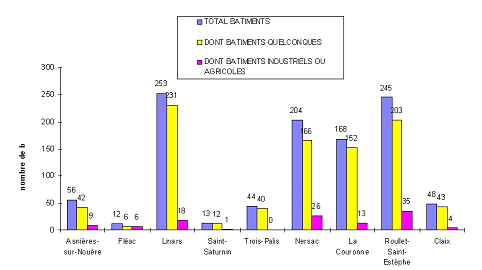 TOTAL BATIMENTS
DONT BATIMENTS QUELCONQUES
DONT BATIMENTS INDUSTRIELS OU
AGRICOLES
nombre de b
300
250
200
150
100
50
0
56 42 9
12 6 6
253 231 18
13 12 1
44 40 0
204 166 26
168 152 13
245 203 35
48 43 4
Asnières-
sur-Nouère
Fléac
Linars
Saint-
Saturnin
Trois-Palis
Nersac
La
Couronne
Roullet-
Saint-
Estèphe
Claix